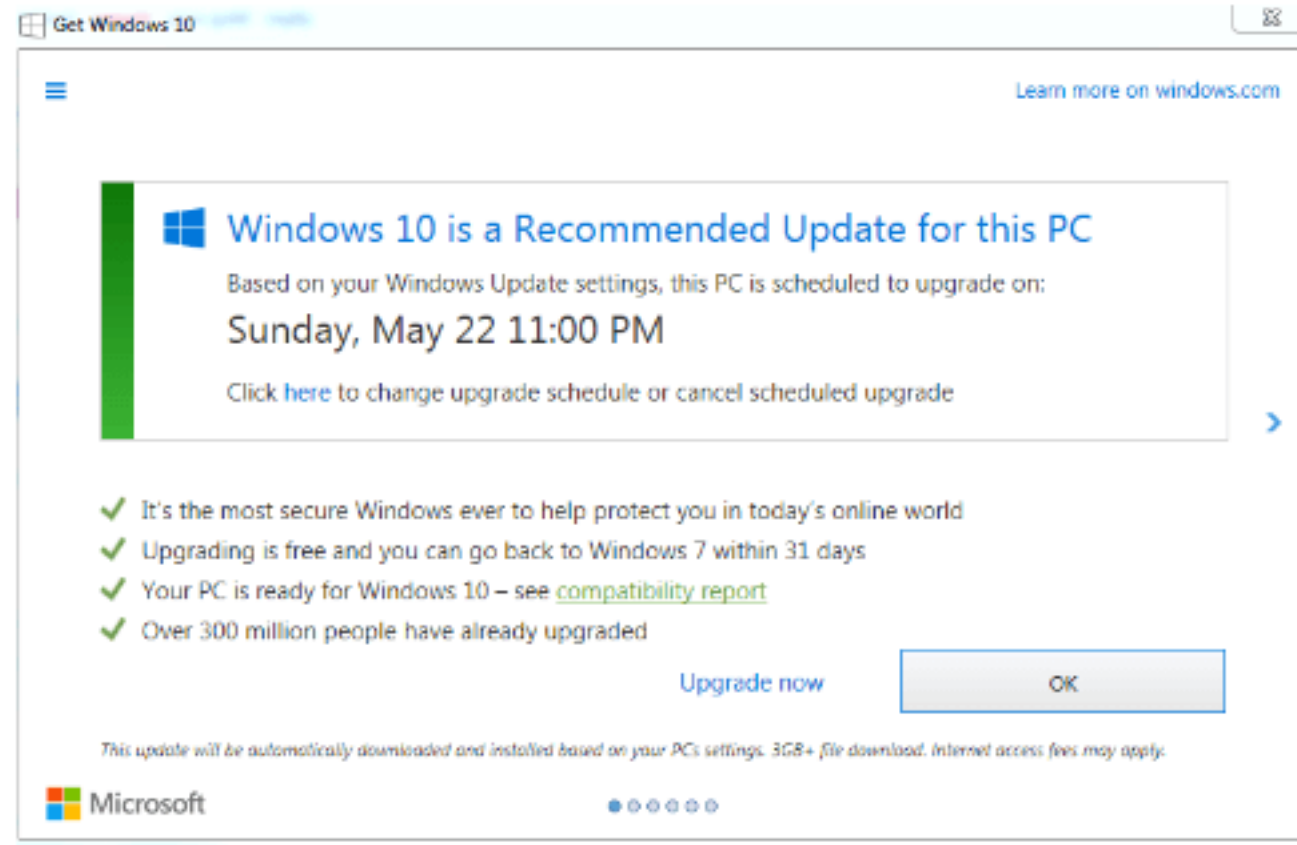 Get Windows 10
Learn more on windows.com
Windows 10 is a Recommended Update for this PC
Based on your Windows Update settings, this PC is scheduled to upgrade on:
Sunday, May 22 11:00 PM
Click here to change upgrade schedule or cancel scheduled upgrade
It's the most secure Windows ever to help protect you in today's online world
Upgrading is free and you can go back to Windows 7 within 31 days
Your PC is ready for Windows 10 – see compatibility report
Over 300 million people have already upgraded
Upgrade now OK
This update will be automatically downloaded and installed based on your PCs settings. 3GB+ file download. Internet access fees may apply.
Microsoft